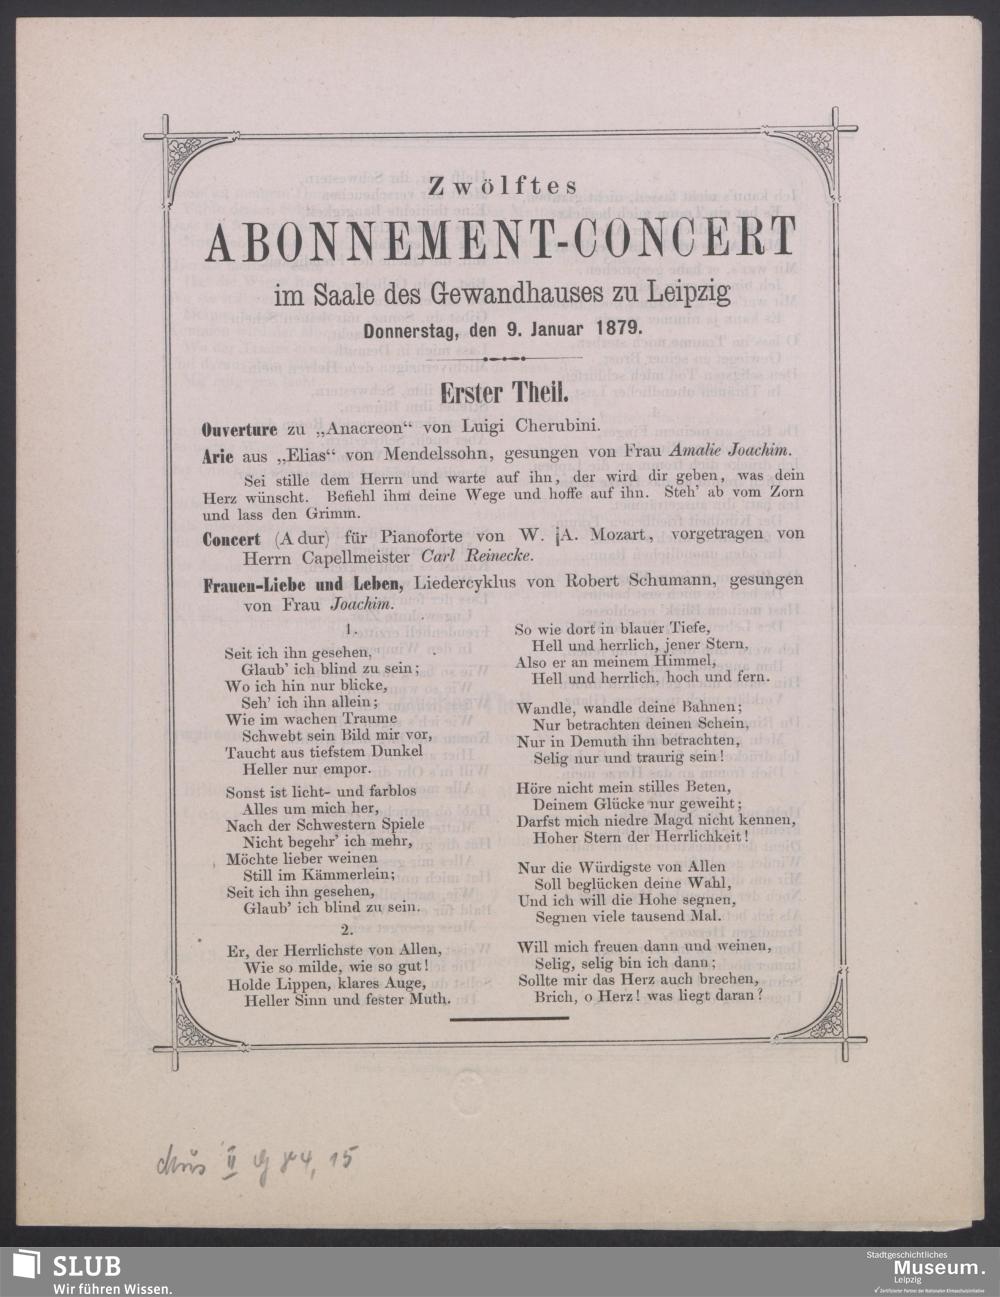 Zwölftes
ABONNEMENT-CONCERT
im Saale des Gewandhauses zu Leipzig
Donnerstag, den 9. Januar 1879.
Erster Theil.
Ouverture zu „Anacreon“ von Luigi Cherubini.
Arie aus „Elias“ von Mendelssohn, gesungen von Frau Amalie Joachim.
Sei stille dem Herrn und warte auf ihn, der wird dir geben, was dein
Herz wünscht. Befiehl ihm deine Wege und hoffe auf ihn. Steh' ab vom Zorn
und lass den Grimm.
Concert (A dur) für Pianoforte von W. A. Mozart, vorgetragen von
Herrn Capellmeister Carl Reinecke.
Frauen-Liebe und Leben, Liedercyklus von Robert Schumann, gesungen
von Frau Joachim.
1.
Seit ich ihn gesehen,
Glaub' ich blind zu sein;
Wo ich hin nur blicke,
Seh' ich ihn allein;
Wie im wachen Traume
Schwebt sein Bild mir vor,
Taucht aus tiefstem Dunkel
Heller nur empor.
Sonst ist licht- und farblos
Alles um mich her,
Nach der Schwestern Spiele
Nicht begehr' ich mehr,
Möchte lieber weinen
Still im Kämmerlein;
Seit ich ihn gesehen,
Glaub' ich blind zu sein.
2.
Er, der Herrlichste von Allen,
Wie so milde, wie so gut!
Holde Lippen, klares Auge,
Heller Sinn und fester Muth.
So wie dort in blauer Tiefe,
Hell und herrlich, jener Stern,
Also er an meinem Himmel,
Hell und herrlich, hoch und fern.
Wandle, wandle deine Bahnen;
Nur betrachten deinen Schein,
Nur in Demuth ihn betrachten,
Selig nur und traurig sein!
Höre nicht mein stilles Beten,
Deinem Glücke nur geweiht;
Darfst mich niedre Magd nicht kennen,
Hoher Stern der Herrlichkeit!
Nur die Würdigste von Allen
Soll beglücken deine Wahl,
Und ich will die Hohe segnen,
Segnen viele tausend Mal.
Will mich freuen dann und weinen,
Selig, selig bin ich dann;
Sollte mir das Herz auch brechen,
Brich, o Herz! was liegt daran?
Mus II G 84, 15
SLUB
Wir führen Wissen.
Stadtgeschichtliches
Museum.
Leipzig
Zertifizierter Partner der Nationalen Klimaschutzinitiative